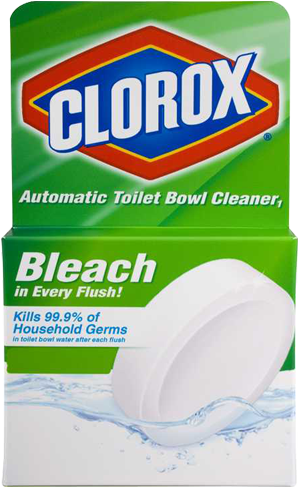 CLOROX®
Automatic Toilet Bowl Cleaner1
Bleach
in Every Flush!
Kills 99.9% of
Household Germs
in toilet bowl water after each flush